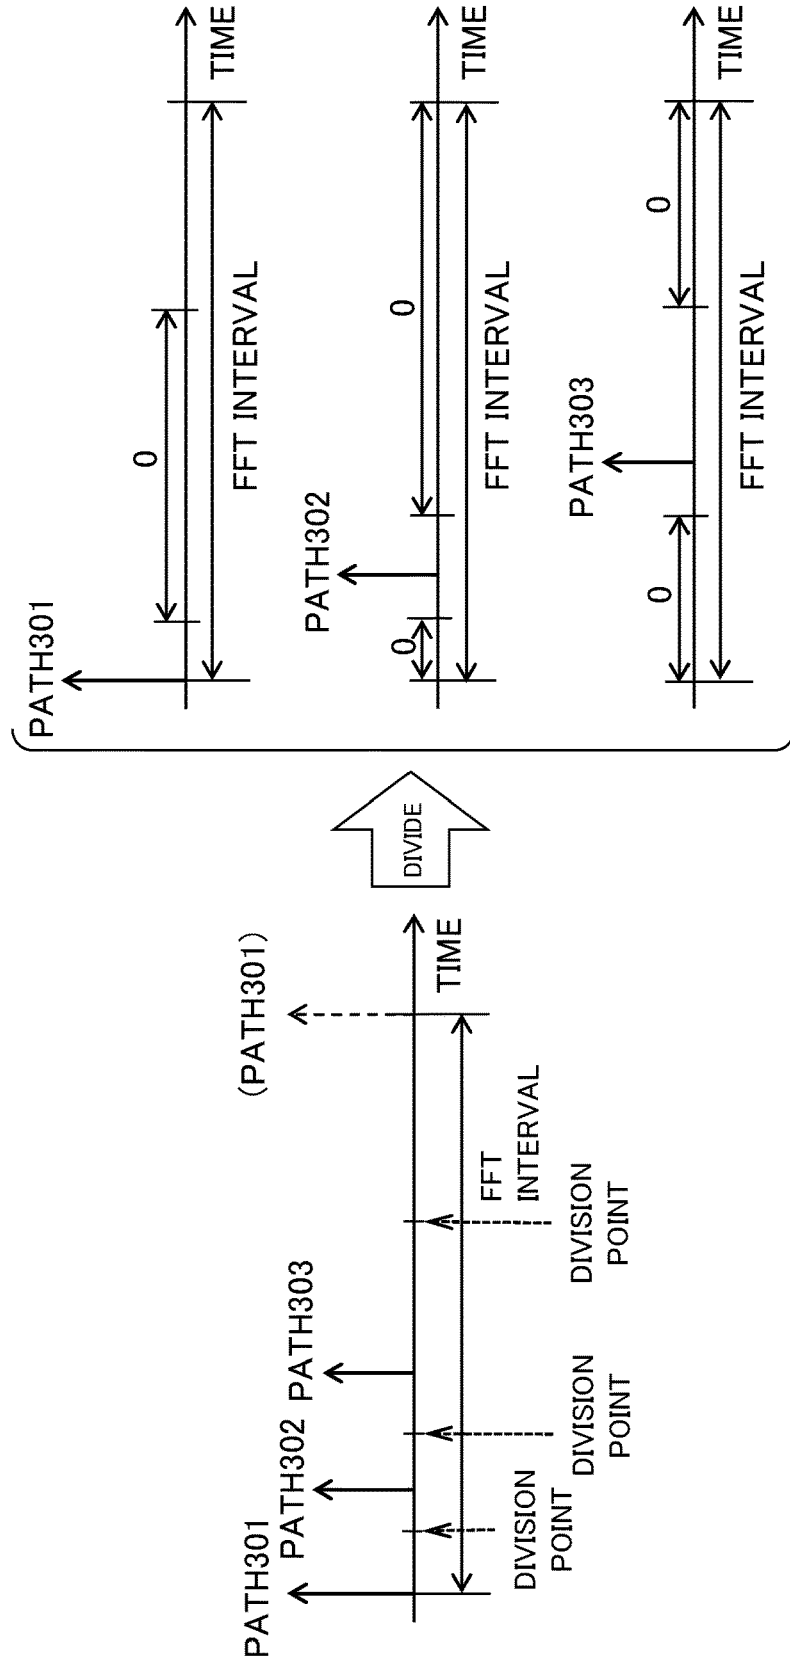 PATH301
PATH302
PATH303
(PATH301)
TIME
FFT
INTERVAL
DIVISION
POINT
DIVISION
POINT
DIVISION
POINT
DIVIDE
PATH301
0
TIME
FFT INTERVAL
PATH302
0
0
TIME
FFT INTERVAL
PATH303
0
0
TIME
FFT INTERVAL